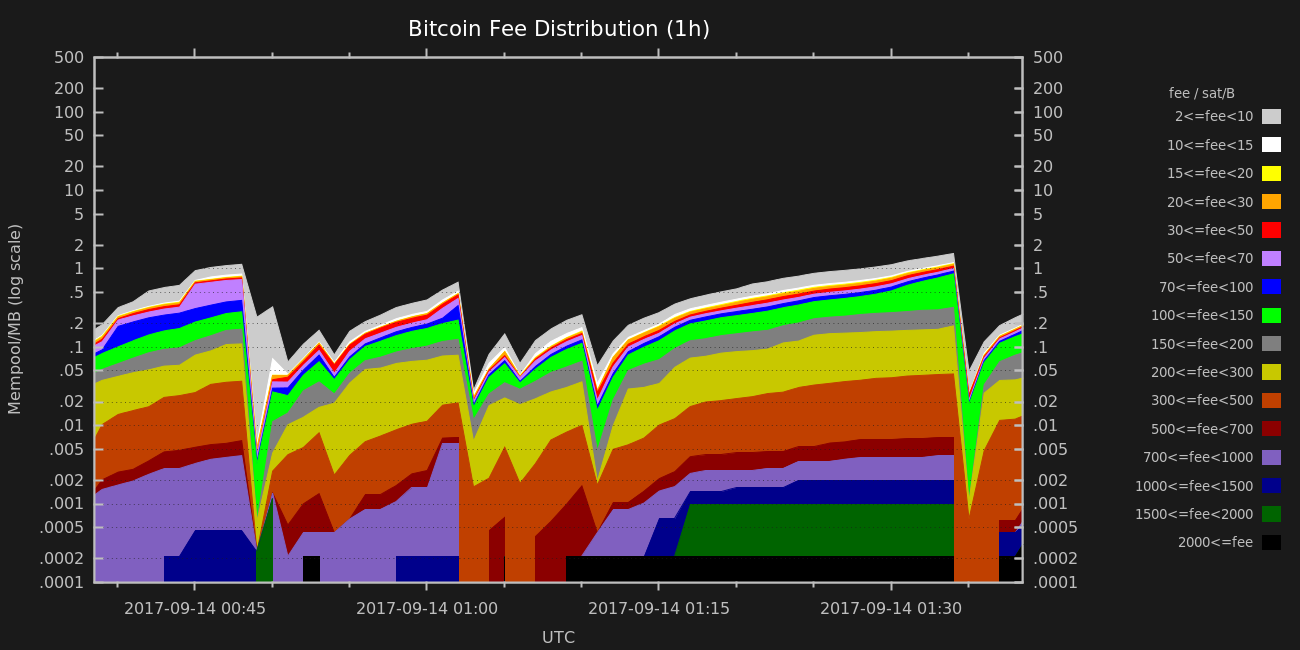 Bitcoin Fee Distribution (1h)
500 500
200 200
100 100
50 50
20 20
10 10
5 5
2 2
1 1
.5 .5
.2 .2
.1 .1
.05 .05
.02 .02
.01 .01
.005 .005
.002 .002
.001 .001
.0005 .0005
.0002 .0002
.0001 .0001
Mempool/MB (log scale)
2017-09-14 00:45 2017-09-14 01:00 2017-09-14 01:15 2017-09-14 01:30
UTC
fee / sat/B
2<=fee<10
10<=fee<15
15<=fee<20
20<=fee<30
30<=fee<50
50<=fee<70
70<=fee<100
100<=fee<150
150<=fee<200
200<=fee<300
300<=fee<500
500<=fee<700
700<=fee<1000
1000<=fee<1500
1500<=fee<2000
2000<=fee